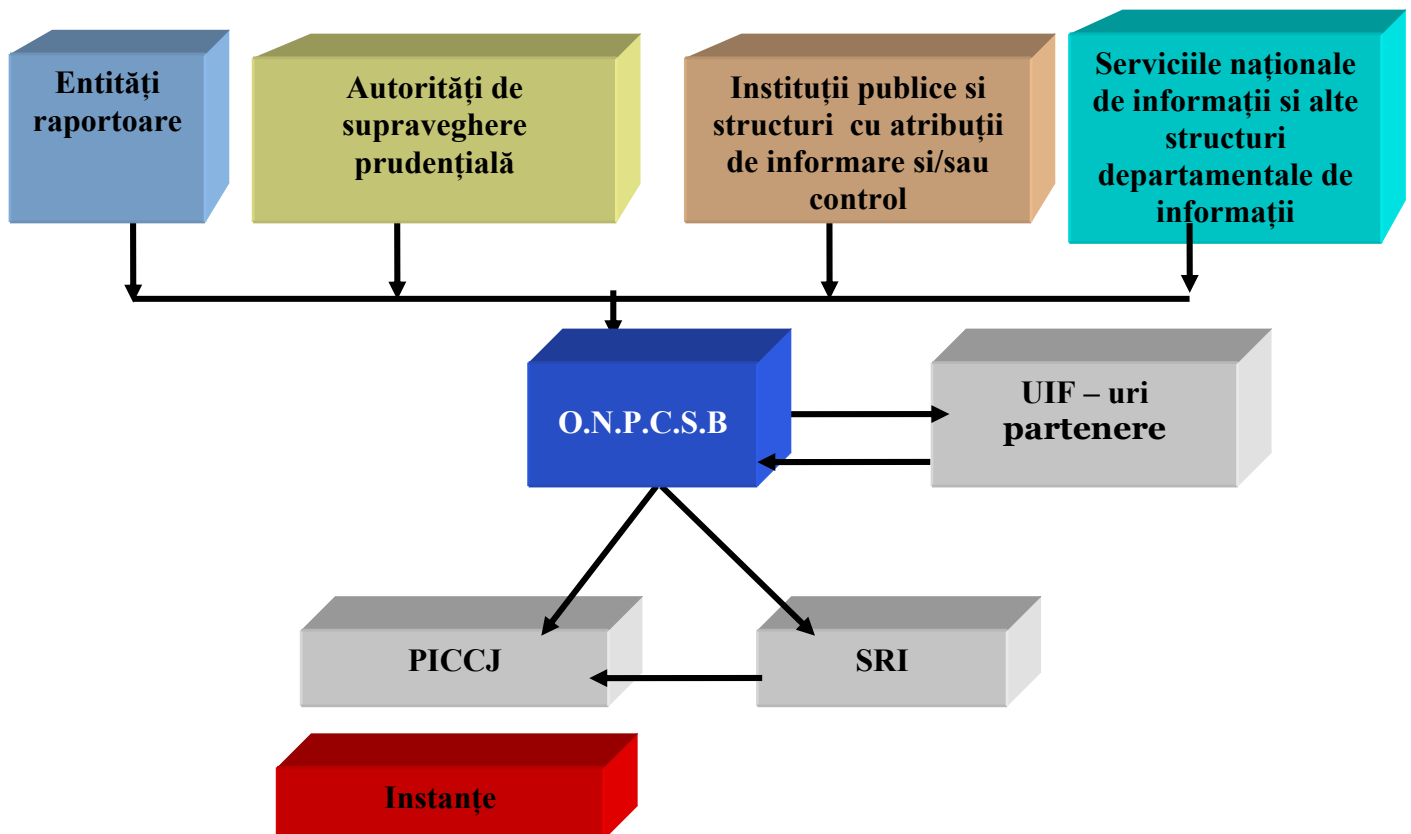 Entități
raportoare
Autorități de
supraveghere
prudențială
Instituții publice si
structuri cu atribuții
de informare si/sau
control
Serviciile naționale
de informații si alte
structuri
departamentale de
informații
O.N.P.C.S.B
UIF – uri
partenere
PICCJ
SRI
Instanțe